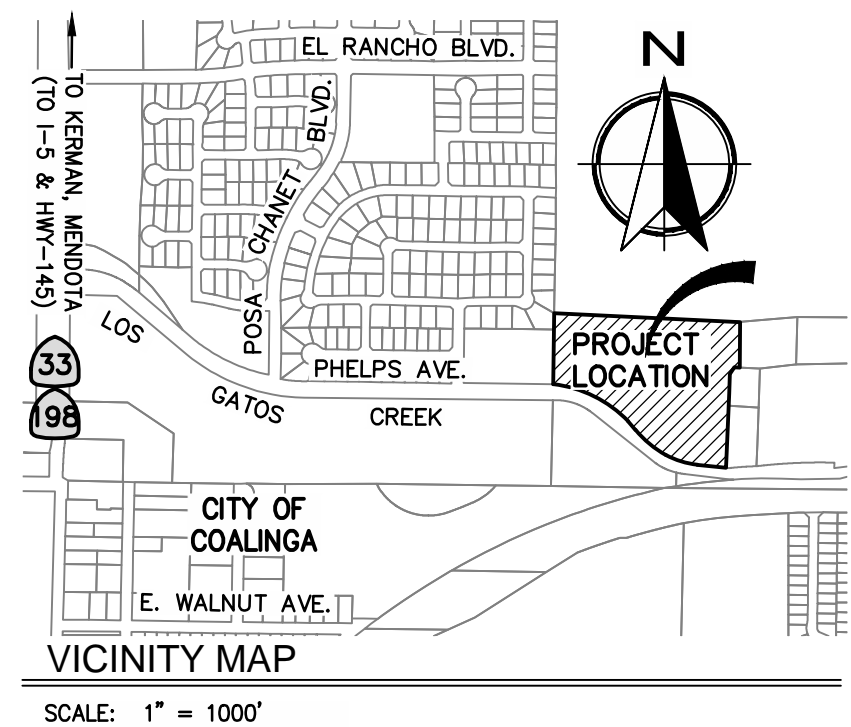 EL RANCHO BLVD.
N
TO KERMAN, MENDOTA
(TO I-5 & HWY-145)
POSA CHANET BLVD.
LOS GATOS CREEK
PHELPS AVE.
PROJECT
LOCATION
33
198
CITY OF
COALINGA
E. WALNUT AVE.
VICINITY MAP
SCALE: 1" = 1000'